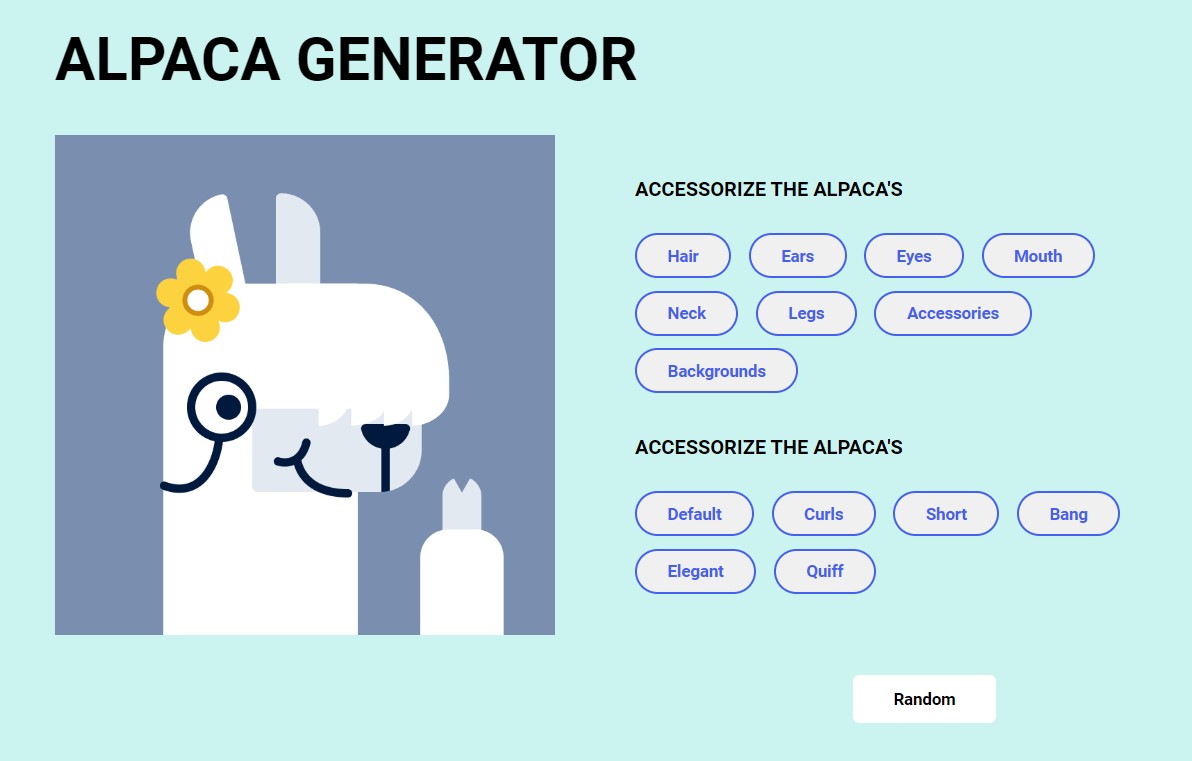 ALPACA GENERATOR
ACCESSORIZE THE ALPACA'S
Hair Ears Eyes Mouth
Neck Legs Accessories
Backgrounds
ACCESSORIZE THE ALPACA'S
Default Curls Short Bang
Elegant Quiff
Random